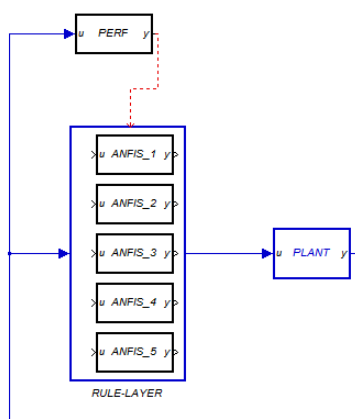 u PERF y
u ANFIS_1 y
u ANFIS_2 y
u ANFIS_3 y
u PLANT y
u ANFIS_4 y
u ANFIS_5 y
RULE-LAYER